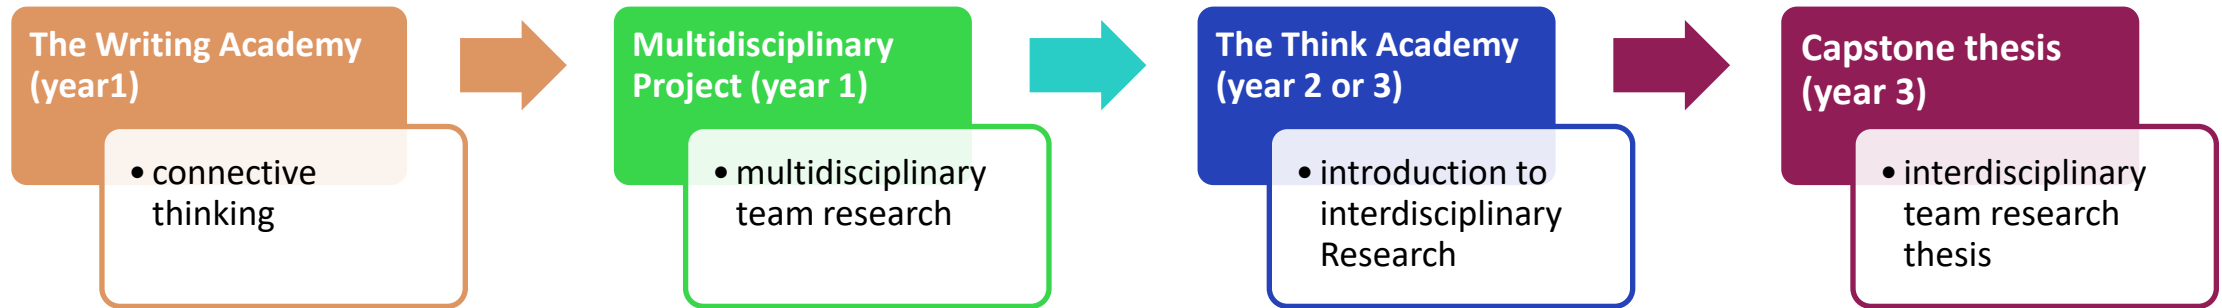 The Writing Academy
(year1)
• connective
thinking
Multidisciplinary
Project (year 1)
• multidisciplinary
team research
The Think Academy
(year 2 or 3)
• introduction to
interdisciplinary
Research
Capstone thesis
(year 3)
• interdisciplinary
team research
thesis